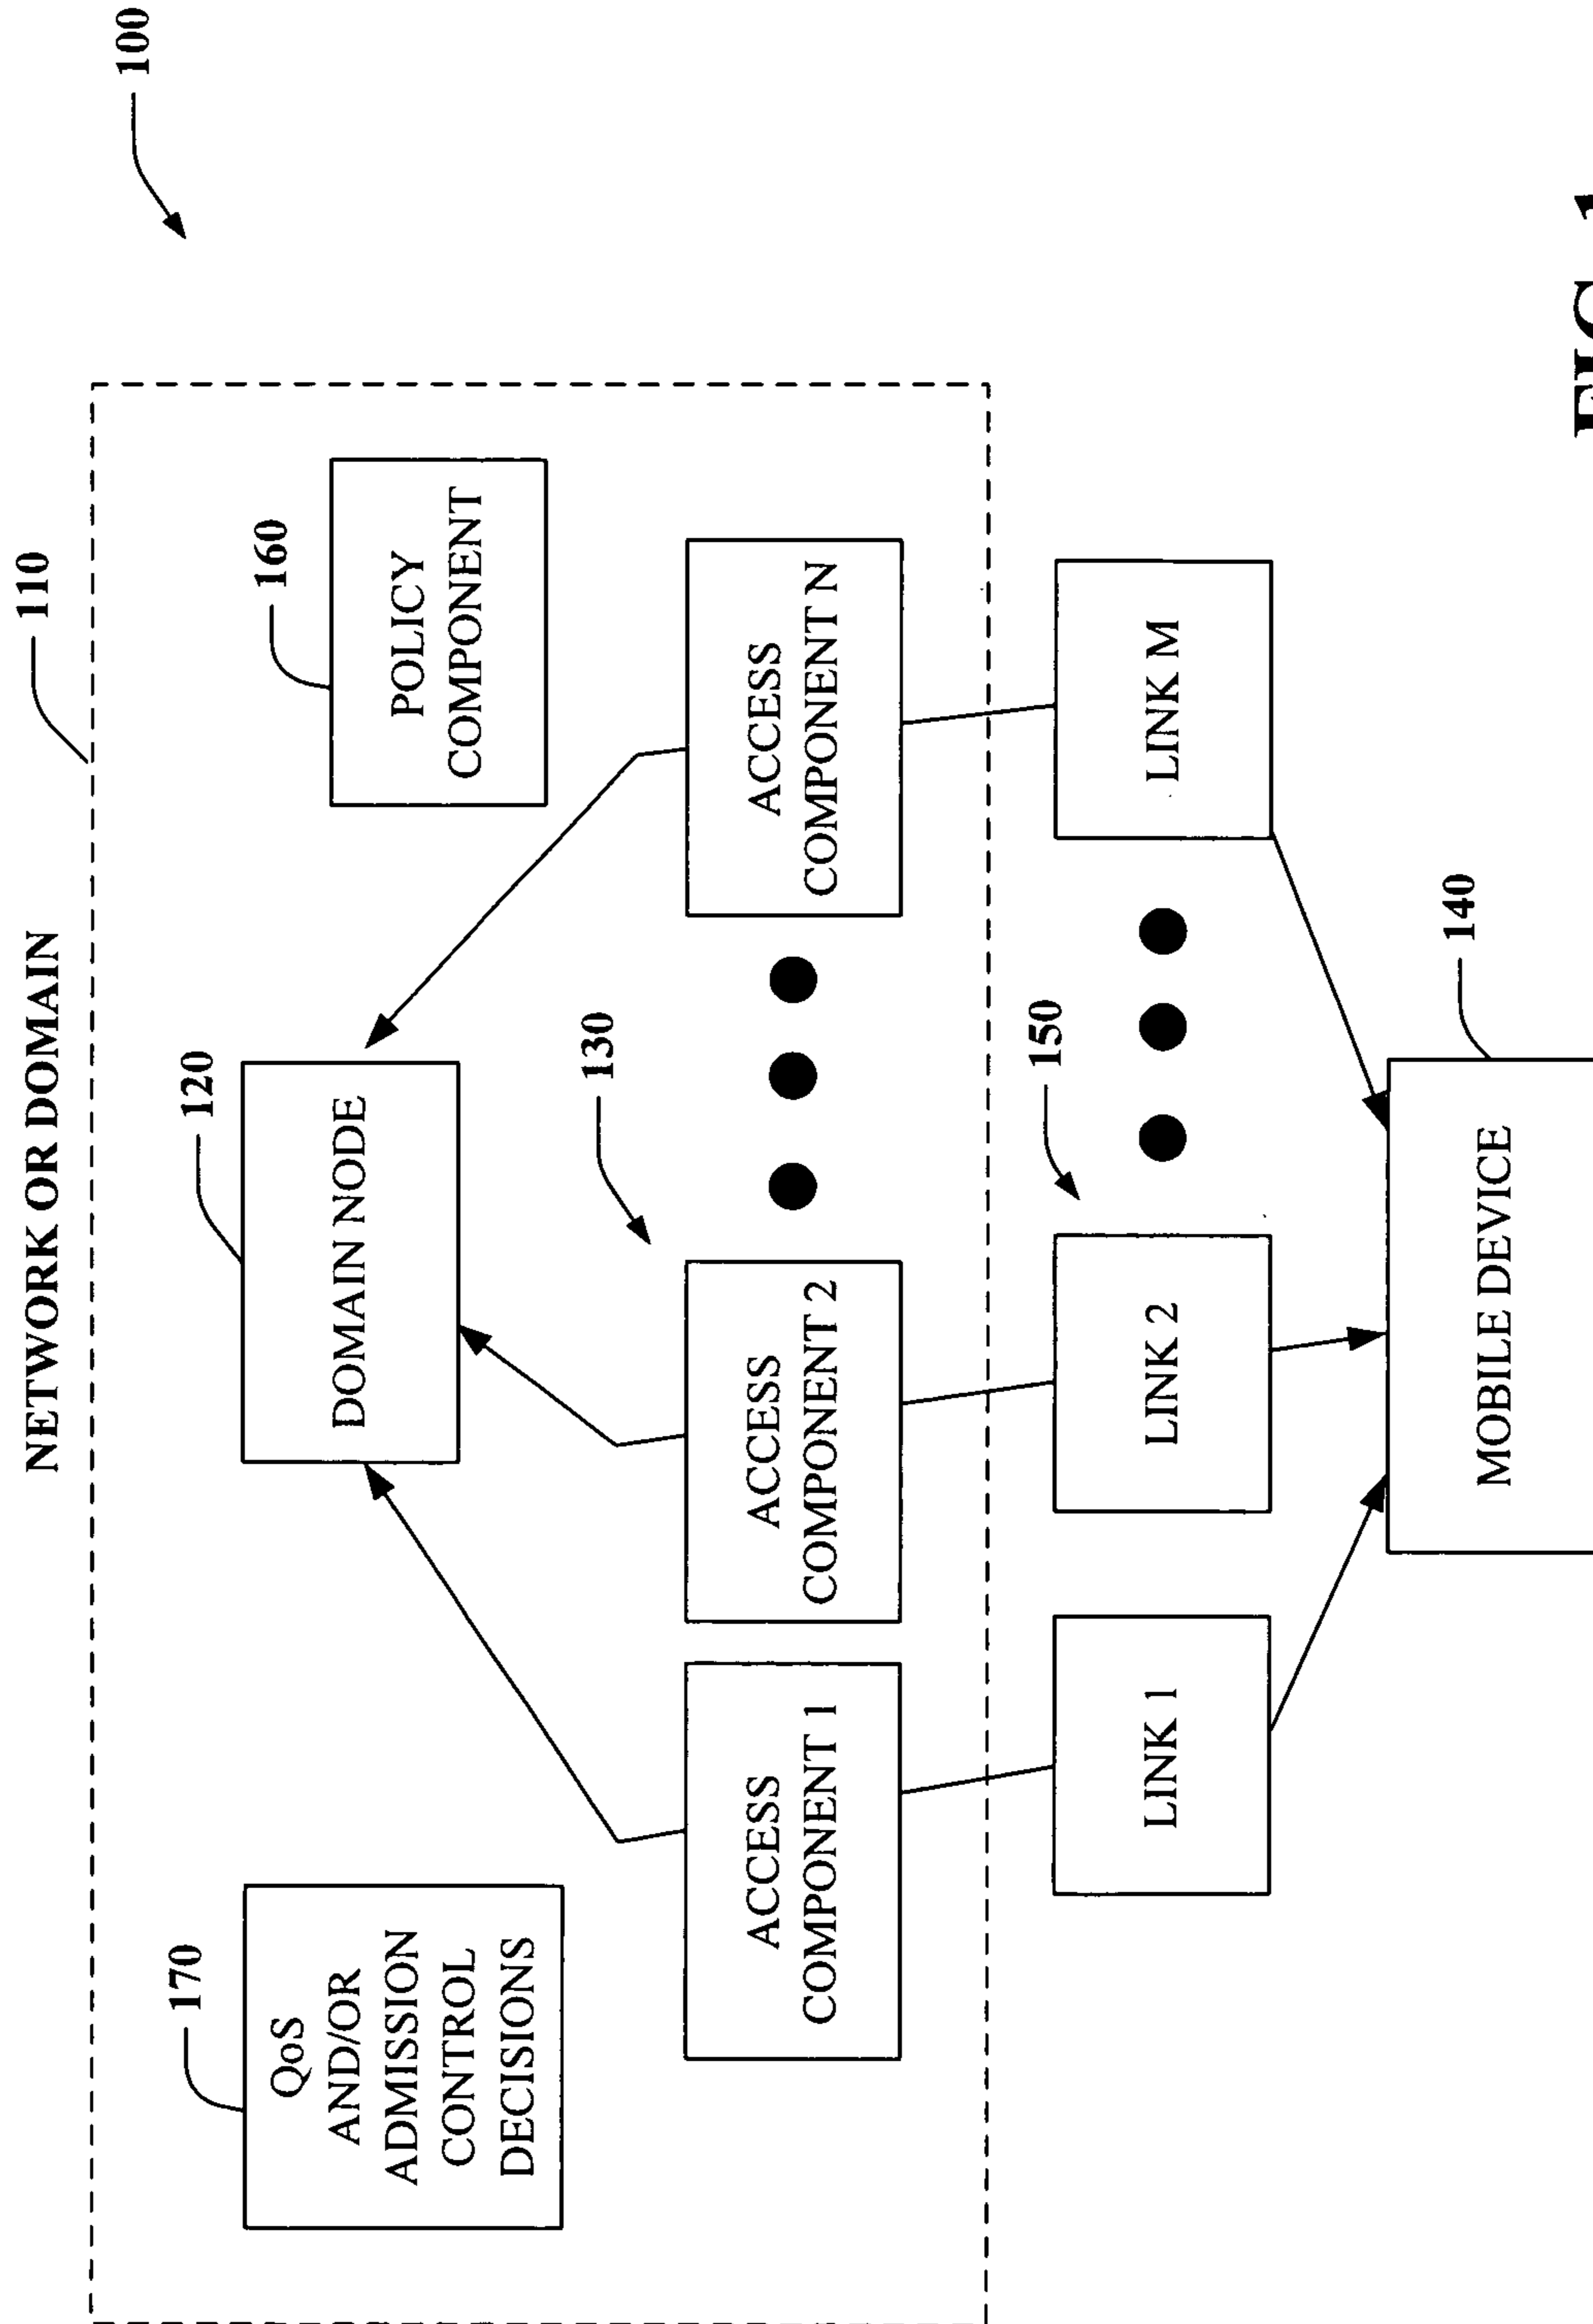 NETWORK OR DOMAIN
110
100
170
120
160
QoS
AND/OR
ADMISSION
CONTROL
DECISIONS
DOMAIN NODE
POLICY
COMPONENT
130
ACCESS
COMPONENT 1
ACCESS
COMPONENT 2
ACCESS
COMPONENT N
150
LINK 1
LINK 2
LINK M
140
MOBILE DEVICE